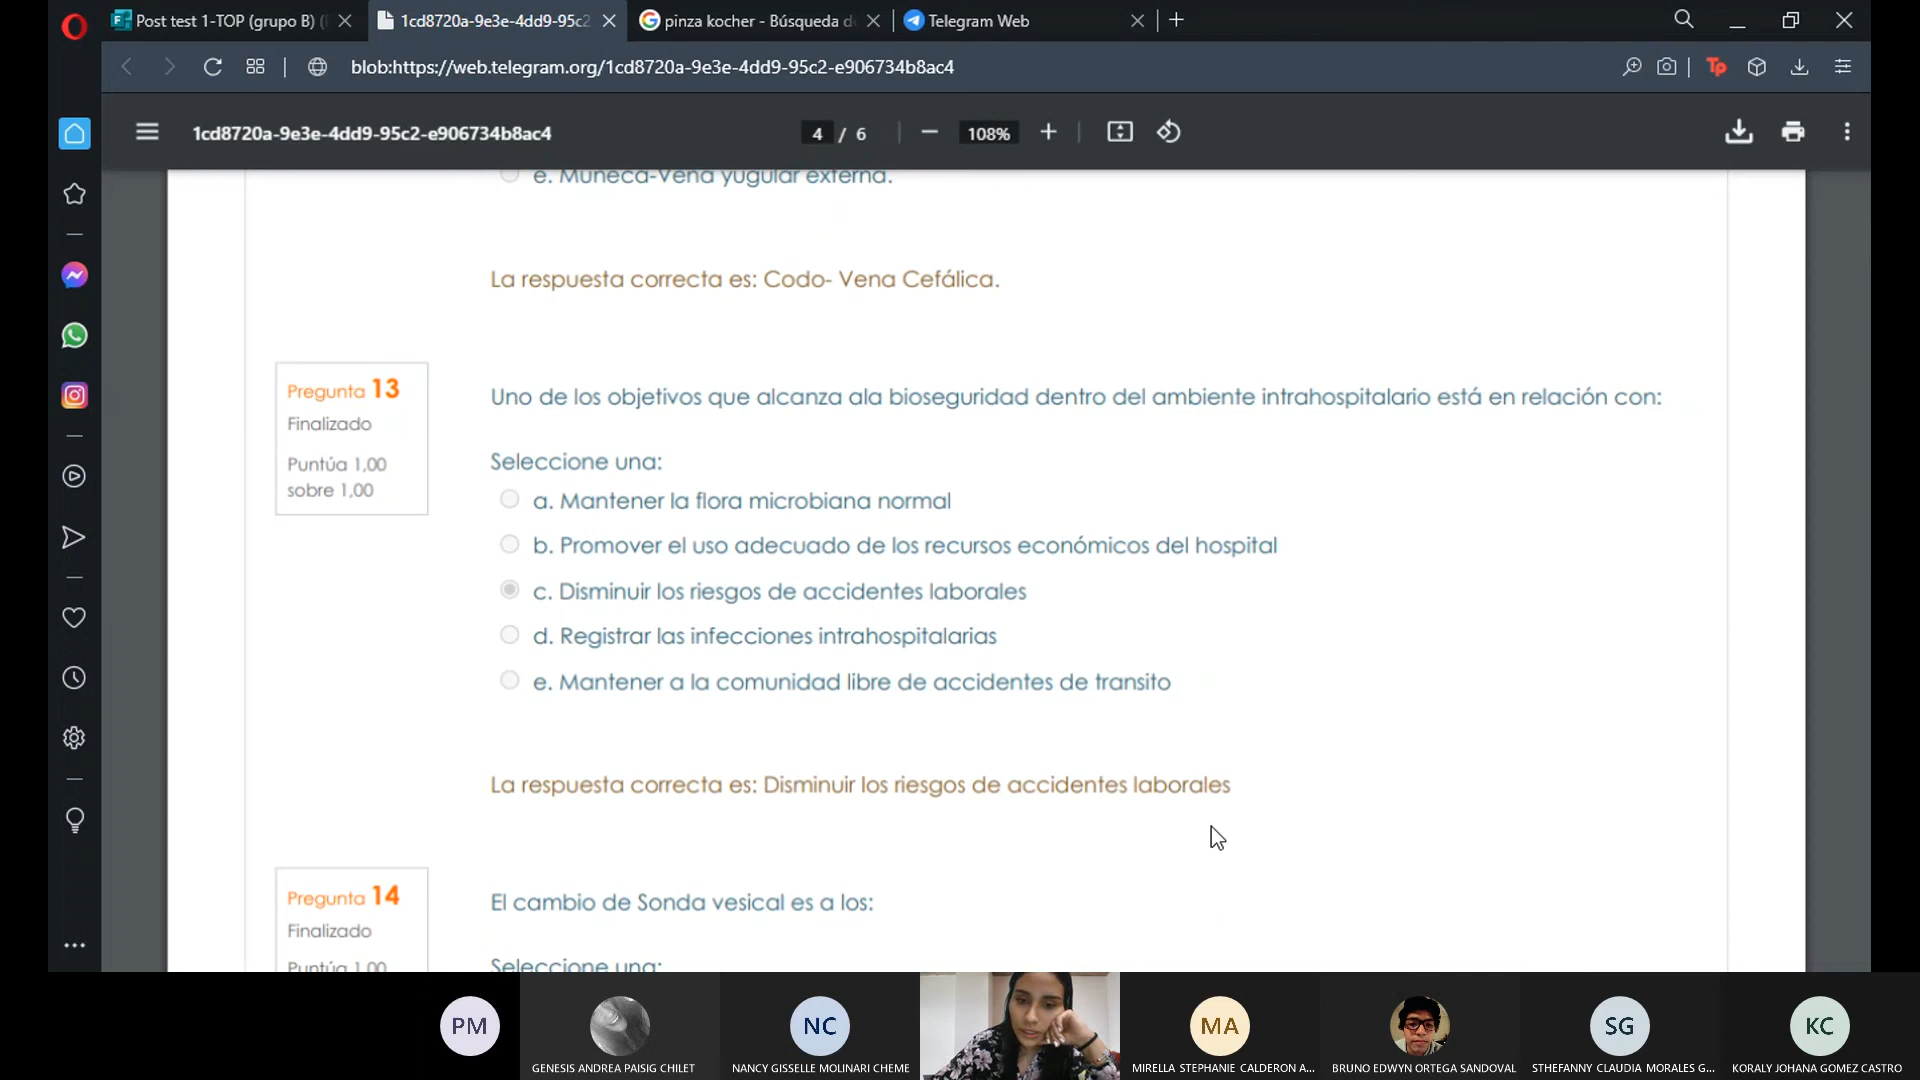 Post test 1-TOP (grupo B) (
1cd8720a-9e3e-4dd9-95c2
pinza kocher - Búsqueda d
Telegram Web
blob:https://web.telegram.org/1cd8720a-9e3e-4dd9-95c2-e906734b8ac4
Tp
1cd8720a-9e3e-4dd9-95c2-e906734b8ac4
4 / 6
108%
e. Muñeca-Vena yugular externa.
La respuesta correcta es: Codo- Vena Cefálica.
Pregunta 13
Finalizado
Puntúa 1,00
sobre 1,00
Uno de los objetivos que alcanza ala bioseguridad dentro del ambiente intrahospitalario está en relación con:
Seleccione una:
a. Mantener la flora microbiana normal
b. Promover el uso adecuado de los recursos económicos del hospital
c. Disminuir los riesgos de accidentes laborales
d. Registrar las infecciones intrahospitalarias
e. Mantener a la comunidad libre de accidentes de transito
La respuesta correcta es: Disminuir los riesgos de accidentes laborales
Pregunta 14
Finalizado
Puntúa 1,00
El cambio de Sonda vesical es a los:
Seleccione una:
PM
GENESIS ANDREA PAISIG CHILET
NC
NANCY GISSELLE MOLINARI CHEME
MA
MIRELLA STEPHANIE CALDERON A...
BRUNO EDWYN ORTEGA SANDOVAL
SG
STHEFANNY CLAUDIA MORALES G...
KC
KORALY JOHANA GOMEZ CASTRO